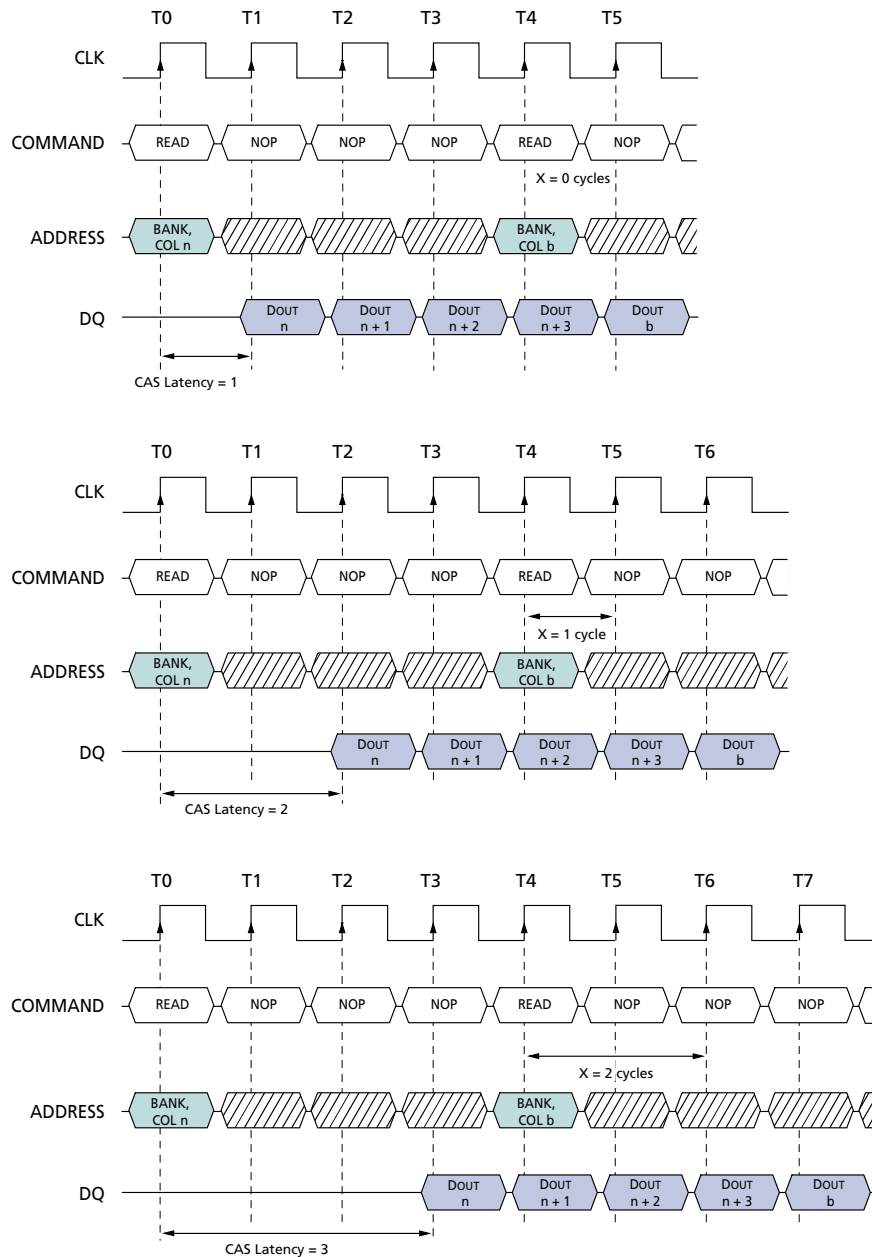 T0 T1 T2 T3 T4 T5
CLK
COMMAND READ NOP NOP NOP READ NOP
X = 0 cycles
ADDRESS BANK, COL n BANK, COL b
DQ DOUT n DOUT n + 1 DOUT n + 2 DOUT n + 3 DOUT b
CAS Latency = 1
T0 T1 T2 T3 T4 T5 T6
CLK
COMMAND READ NOP NOP NOP READ NOP NOP
X = 1 cycle
ADDRESS BANK, COL n BANK, COL b
DQ DOUT n DOUT n + 1 DOUT n + 2 DOUT n + 3 DOUT b
CAS Latency = 2
T0 T1 T2 T3 T4 T5 T6 T7
CLK
COMMAND READ NOP NOP NOP READ NOP NOP NOP
X = 2 cycles
ADDRESS BANK, COL n BANK, COL b
DQ DOUT n DOUT n + 1 DOUT n + 2 DOUT n + 3 DOUT b
CAS Latency = 3